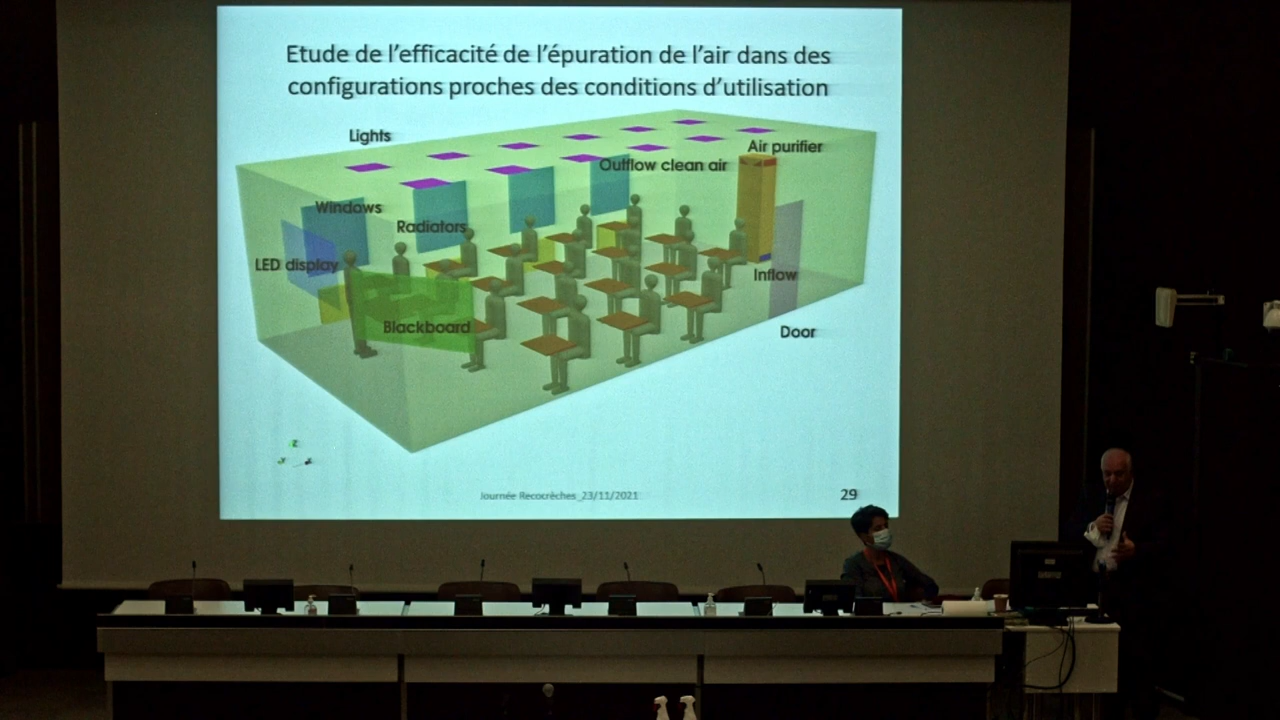 Etude de l'efficacité de l'épuration de l'air dans des
configurations proches des conditions d'utilisation
Lights
Air purifier
Outflow clean air
Windows
Radiators
LED display
Inflow
Blackboard
Door
Journée Recocrèches_23/11/2021
29